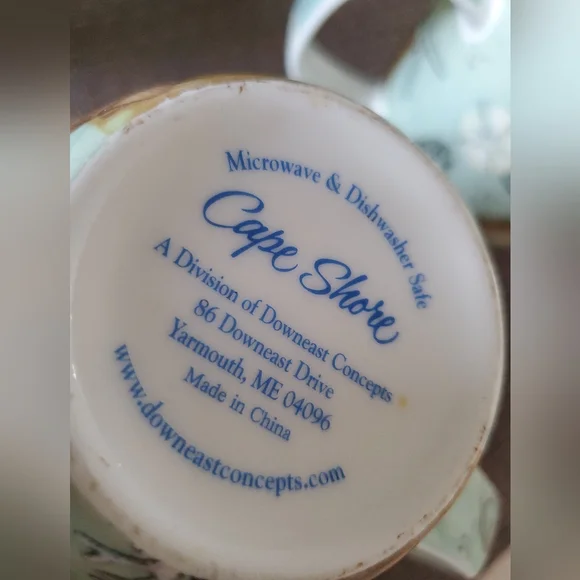 Microwave & Dishwasher Safe
Cape Shore
A Division of Downeast Concepts
86 Downeast Drive
Yarmouth, ME 04096
Made in China
www.downeastconcepts.com